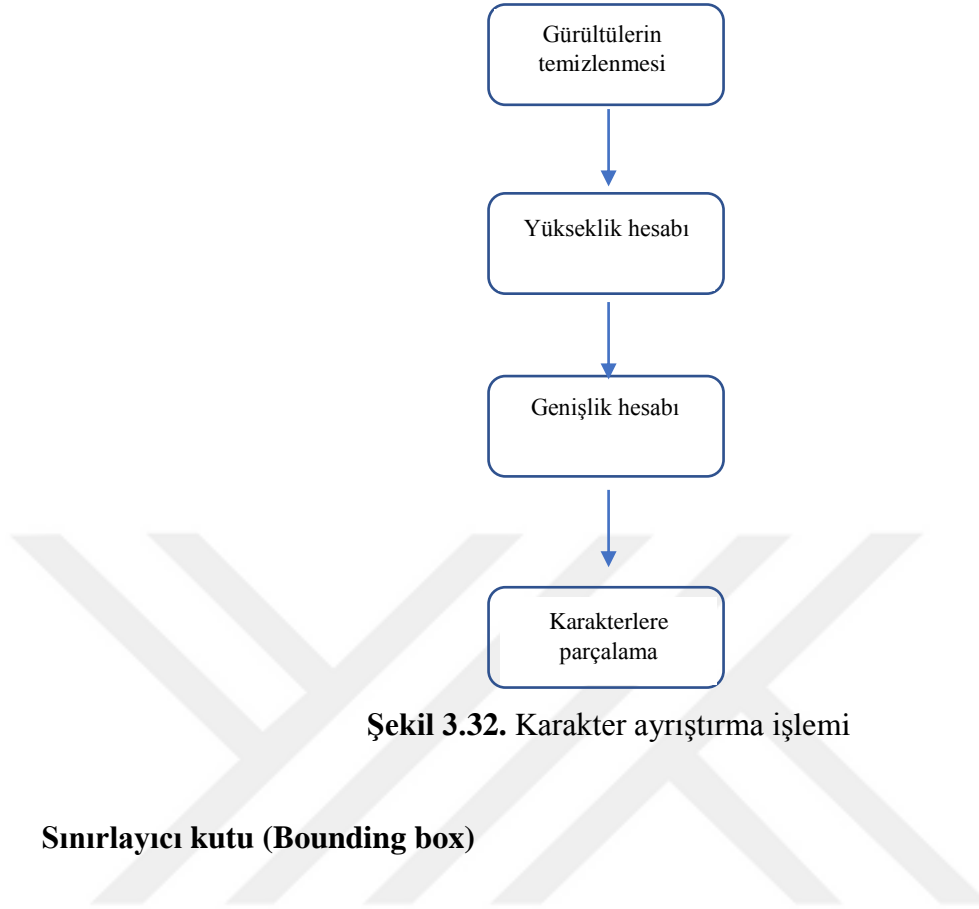 Gürültülerin
temizlenmesi
Yükseklik hesabı
Genişlik hesabı
Karakterlere
parçalama
Şekil 3.32. Karakter ayrıştırma işlemi
Sınırlayıcı kutu (Bounding box)